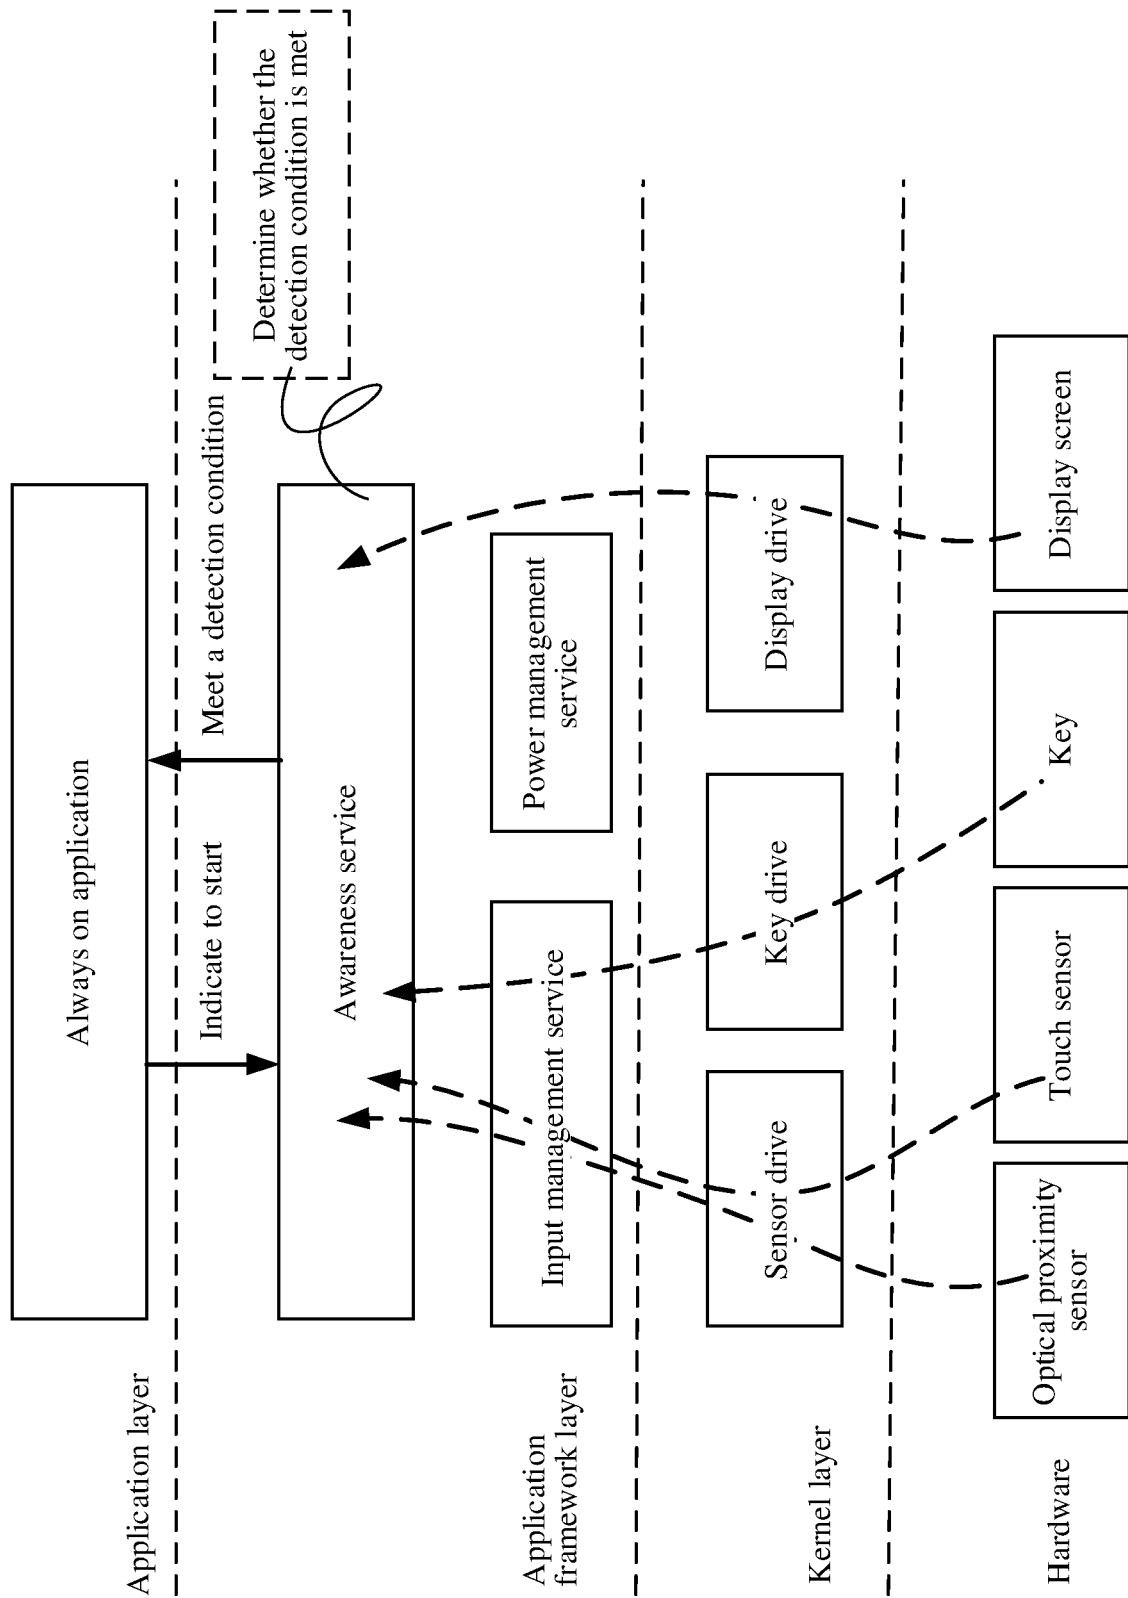 Application layer
Always on application
Indicate to start
Meet a detection condition
Determine whether the
detection condition is met
Awareness service
Application
framework layer
Input management service
Power management
service
Kernel layer
Sensor drive
Key drive
Display drive
Hardware
Optical proximity
sensor
Touch sensor
Key
Display screen